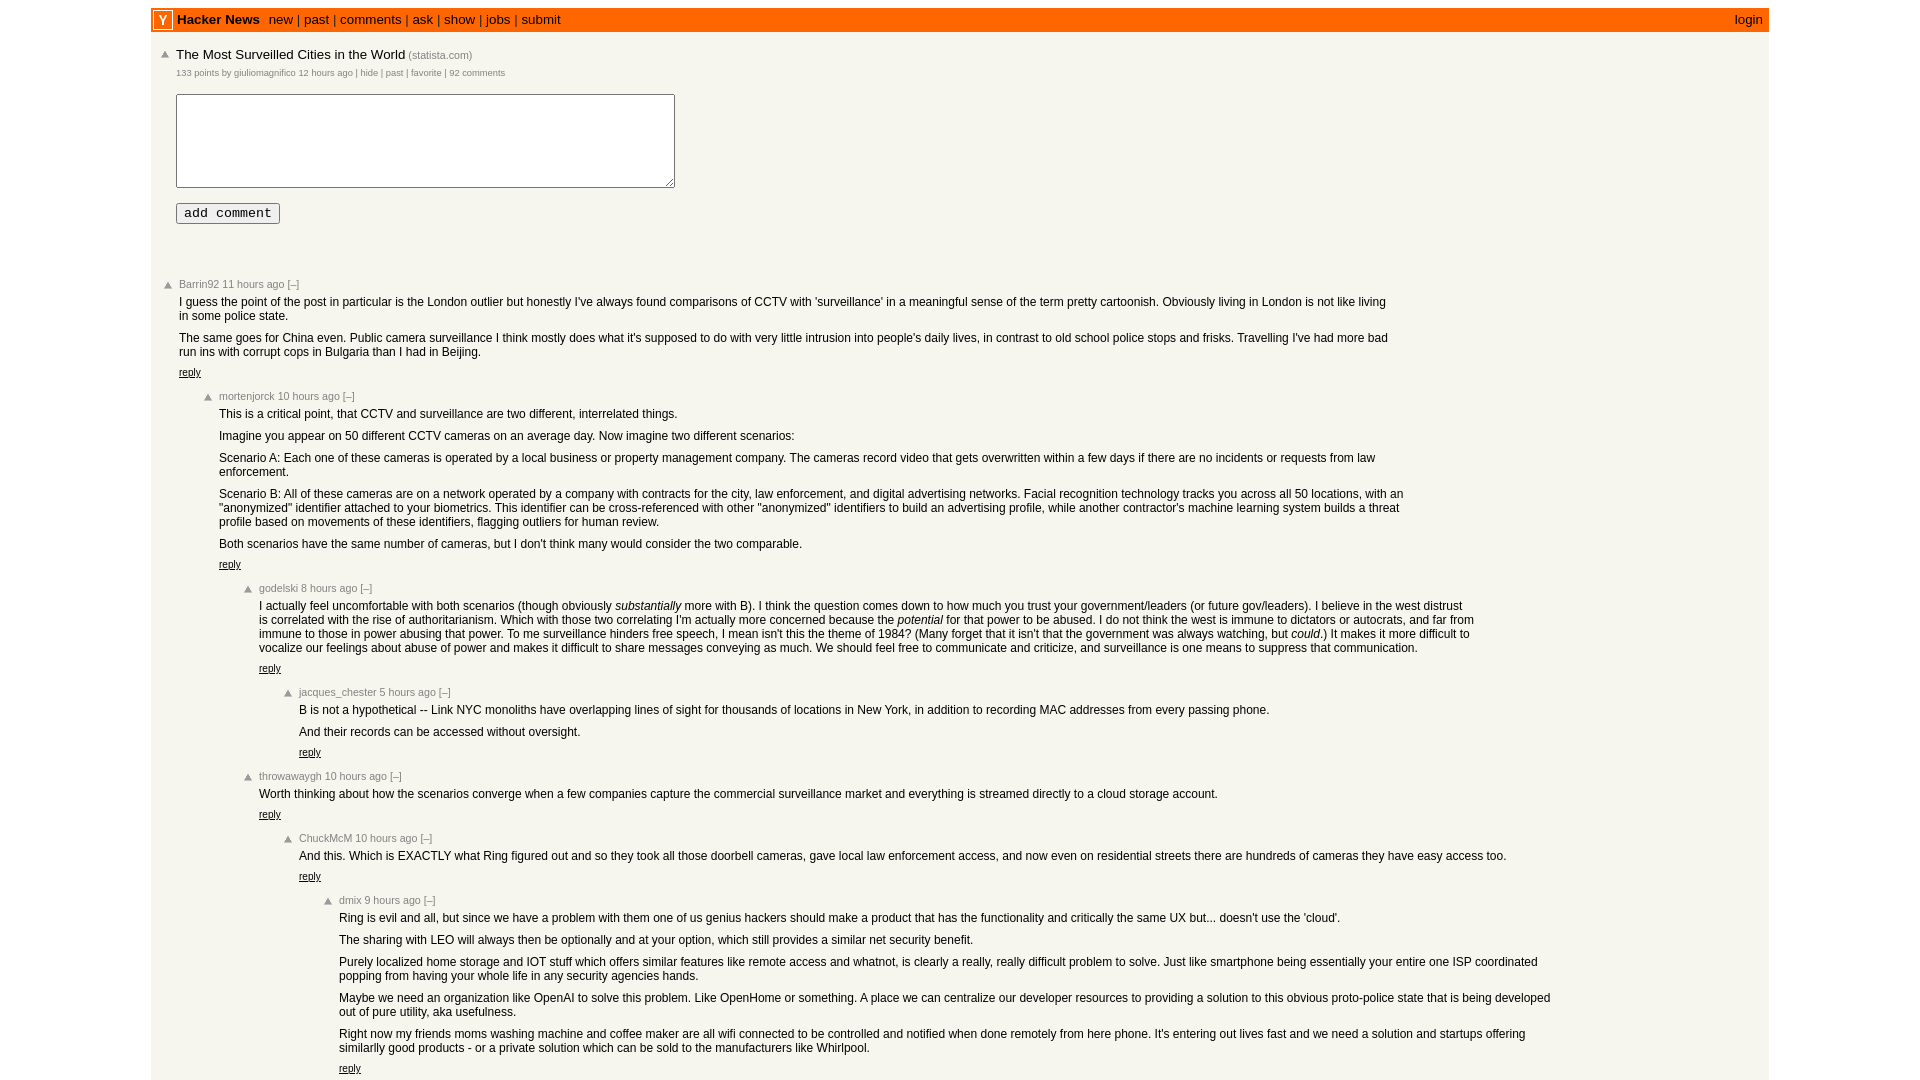 Y Hacker News new | past | comments | ask | show | jobs | submit login
The Most Surveilled Cities in the World (statista.com)
133 points by giuliomagnifico 12 hours ago | hide | past | favorite | 92 comments
add comment
Barrin92 11 hours ago [–]
I guess the point of the post in particular is the London outlier but honestly I've always found comparisons of CCTV with 'surveillance' in a meaningful sense of the term pretty cartoonish. Obviously living in London is not like living
in some police state.
The same goes for China even. Public camera surveillance I think mostly does what it's supposed to do with very little intrusion into people's daily lives, in contrast to old school police stops and frisks. Travelling I've had more bad
run ins with corrupt cops in Bulgaria than I had in Beijing.
reply
mortenjorck 10 hours ago [–]
This is a critical point, that CCTV and surveillance are two different, interrelated things.
Imagine you appear on 50 different CCTV cameras on an average day. Now imagine two different scenarios:
Scenario A: Each one of these cameras is operated by a local business or property management company. The cameras record video that gets overwritten within a few days if there are no incidents or requests from law
enforcement.
Scenario B: All of these cameras are on a network operated by a company with contracts for the city, law enforcement, and digital advertising networks. Facial recognition technology tracks you across all 50 locations, with an
"anonymized" identifier attached to your biometrics. This identifier can be cross-referenced with other "anonymized" identifiers to build an advertising profile, while another contractor's machine learning system builds a threat
profile based on movements of these identifiers, flagging outliers for human review.
Both scenarios have the same number of cameras, but I don't think many would consider the two comparable.
reply
godelski 8 hours ago [–]
I actually feel uncomfortable with both scenarios (though obviously substantially more with B). I think the question comes down to how much you trust your government/leaders (or future gov/leaders). I believe in the west distrust
is correlated with the rise of authoritarianism. Which with those two correlating I'm actually more concerned because the potential for that power to be abused. I do not think the west is immune to dictators or autocrats, and far from
immune to those in power abusing that power. To me surveillance hinders free speech, I mean isn't this the theme of 1984? (Many forget that it isn't that the government was always watching, but could.) It makes it more difficult to
vocalize our feelings about abuse of power and makes it difficult to share messages conveying as much. We should feel free to communicate and criticize, and surveillance is one means to suppress that communication.
reply
jacques_chester 5 hours ago [–]
B is not a hypothetical -- Link NYC monoliths have overlapping lines of sight for thousands of locations in New York, in addition to recording MAC addresses from every passing phone.
And their records can be accessed without oversight.
reply
throwawaygh 10 hours ago [–]
Worth thinking about how the scenarios converge when a few companies capture the commercial surveillance market and everything is streamed directly to a cloud storage account.
reply
ChuckMcM 10 hours ago [–]
And this. Which is EXACTLY what Ring figured out and so they took all those doorbell cameras, gave local law enforcement access, and now even on residential streets there are hundreds of cameras they have easy access too.
reply
dmix 9 hours ago [–]
Ring is evil and all, but since we have a problem with them one of us genius hackers should make a product that has the functionality and critically the same UX but... doesn't use the 'cloud'.
The sharing with LEO will always then be optionally and at your option, which still provides a similar net security benefit.
Purely localized home storage and IOT stuff which offers similar features like remote access and whatnot, is clearly a really, really difficult problem to solve. Just like smartphone being essentially your entire one ISP coordinated
popping from having your whole life in any security agencies hands.
Maybe we need an organization like OpenAI to solve this problem. Like OpenHome or something. A place we can centralize our developer resources to providing a solution to this obvious proto-police state that is being developed
out of pure utility, aka usefulness.
Right now my friends moms washing machine and coffee maker are all wifi connected to be controlled and notified when done remotely from here phone. It's entering out lives fast and we need a solution and startups offering
similarlly good products - or a private solution which can be sold to the manufacturers like Whirlpool.
reply